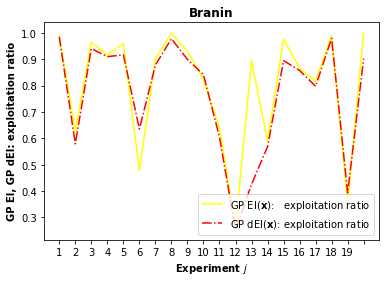 Branin
GP EI, GP dEI: exploitation ratio
1.0
0.9
0.8
0.7
0.6
0.5
0.4
0.3
GP EI(x): exploitation ratio
GP dEI(x): exploitation ratio
1 2 3 4 5 6 7 8 9 10 11 12 13 14 15 16 17 18 19
Experiment j